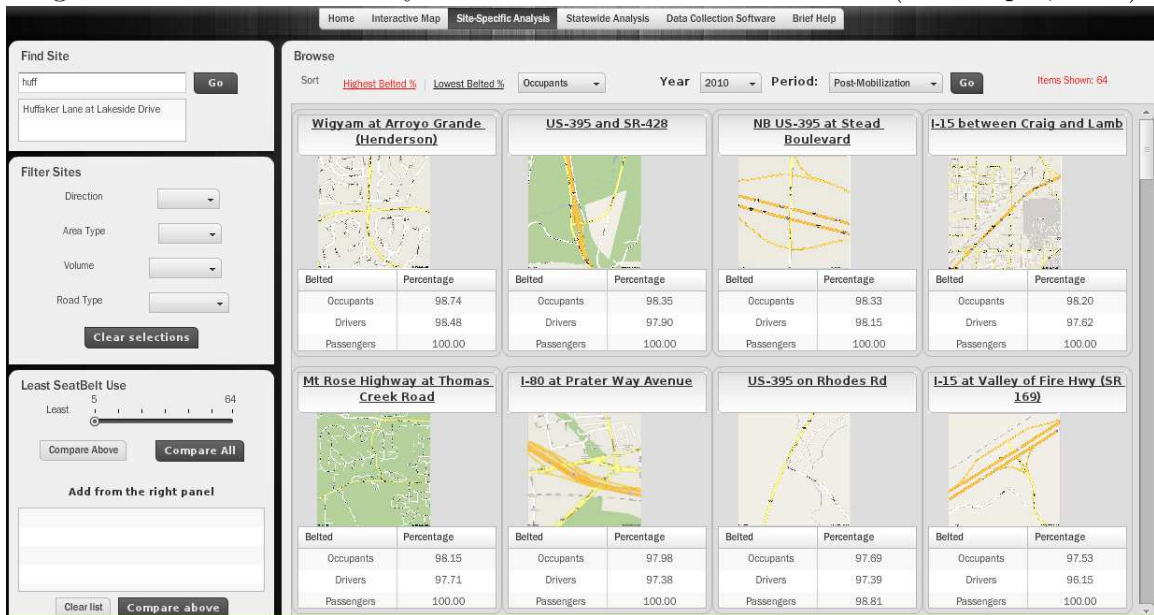 Home Interactive Map Site-Specific Analysis Statewide Analysis Data Collection Software Brief Help
Find Site
huff
Go
Huffaker Lane at Lakeside Drive
Filter Sites
Direction
Area Type
Volume
Road Type
Clear selections
Least SeatBelt Use
5 64
Least
Compare Above Compare All
Add from the right panel
Clear list Compare above
Browse
Sort Highest Belted % Lowest Belted % Occupants Year 2010 Period: Post-Mobilization Go Items Shown: 64
Wigyam at Arroyo Grande
(Henderson)
Belted Percentage
Occupants 98.74
Drivers 98.48
Passengers 100.00
US-395 and SR-428
Belted Percentage
Occupants 98.35
Drivers 97.90
Passengers 100.00
NB US-395 at Stead
Boulevard
Belted Percentage
Occupants 98.33
Drivers 98.15
Passengers 100.00
I-15 between Craig and Lamb
Belted Percentage
Occupants 98.20
Drivers 97.62
Passengers 100.00
Mt Rose Highway at Thomas
Creek Road
Belted Percentage
Occupants 98.15
Drivers 97.71
Passengers 100.00
I-80 at Prater Way Avenue
Belted Percentage
Occupants 97.98
Drivers 97.38
Passengers 100.00
US-395 on Rhodes Rd
Belted Percentage
Occupants 97.69
Drivers 97.39
Passengers 98.81
I-15 at Valley of Fire Hwy (SR
169)
Belted Percentage
Occupants 97.53
Drivers 96.15
Passengers 100.00